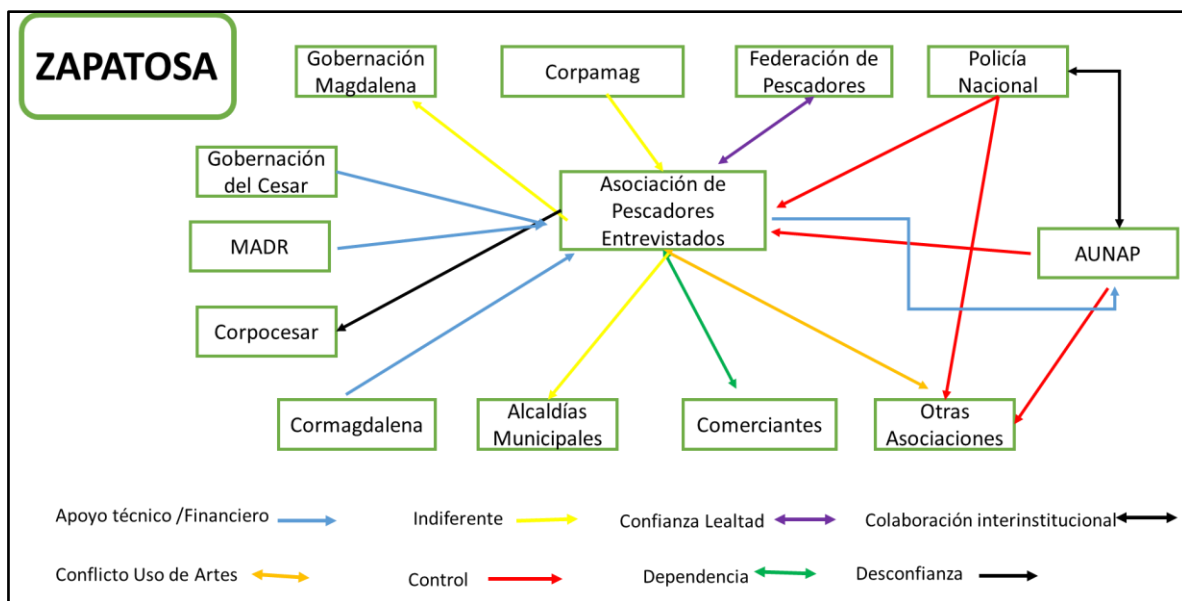 ZAPATOSA
Gobernación
Magdalena
Corpamag
Federación de
Pescadores
Policía
Nacional
Gobernación
del Cesar
Asociación de
Pescadores
Entrevistados
MADR
AUNAP
Corpocesar
Cormagdalena
Alcaldías
Municipales
Comerciantes
Otras
Asociaciones
Apoyo técnico /Financiero
Indiferente
Confianza Lealtad
Colaboración interinstitucional
Conflicto Uso de Artes
Control
Dependencia
Desconfianza